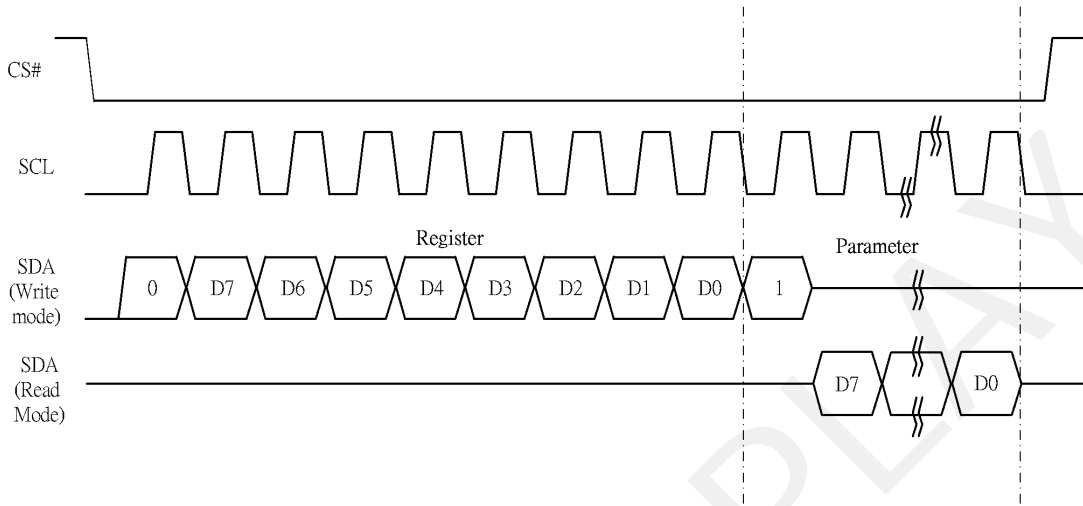 CS#
SCL
Register
Parameter
SDA
(Write
mode)
0 D7 D6 D5 D4 D3 D2 D1 D0 1
SDA
(Read
Mode)
D7 D0
PLAY